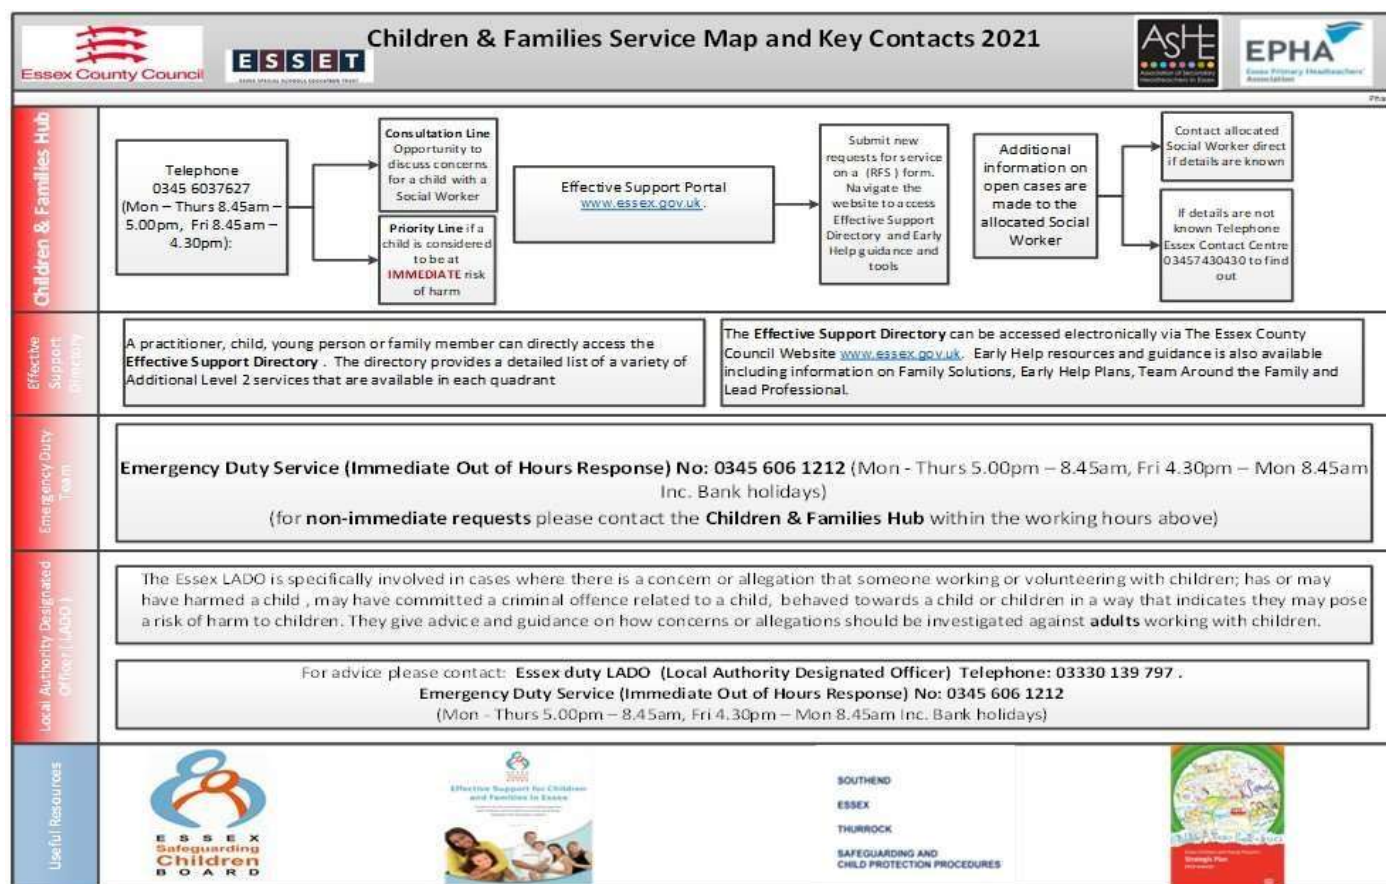 Children & Families Service Map and Key Contacts 2021
Essex County Council
ESSET
ASHE
Association of Secondary
Headteachers in Essex
EPHA
Essex Primary Headteachers'
Association
Children & Families Hub
Telephone
0345 6037627
(Mon – Thurs 8.45am –
5.00pm, Fri 8.45am –
4.30pm):
Consultation Line
Opportunity to
discuss concerns
for a child with a
Social Worker
Priority Line if a
child is considered
to be at
IMMEDIATE risk
of harm
Effective Support Portal
www.essex.gov.uk.
Submit new
requests for service
on a (RFS ) form.
Navigate the
website to access
Effective Support
Directory and Early
Help guidance and
tools
Additional
information on
open cases are
made to the
allocated Social
Worker
Contact allocated
Social Worker direct
if details are known
If details are not
known Telephone
Essex Contact Centre
03457430430 to find
out
Effective
Support
Directory
A practitioner, child, young person or family member can directly access the
Effective Support Directory . The directory provides a detailed list of a variety of
Additional Level 2 services that are available in each quadrant
The Effective Support Directory can be accessed electronically via The Essex County
Council Website www.essex.gov.uk. Early Help resources and guidance is also available
including information on Family Solutions, Early Help Plans, Team Around the Family and
Lead Professional.
Emergency Duty
Team
Emergency Duty Service (Immediate Out of Hours Response) No: 0345 606 1212 (Mon - Thurs 5.00pm – 8.45am, Fri 4.30pm – Mon 8.45am
Inc. Bank holidays)
(for non-immediate requests please contact the Children & Families Hub within the working hours above)
Local Authority Designated
Officer ( LADO )
The Essex LADO is specifically involved in cases where there is a concern or allegation that someone working or volunteering with children; has or may
have harmed a child , may have committed a criminal offence related to a child, behaved towards a child or children in a way that indicates they may pose
a risk of harm to children. They give advice and guidance on how concerns or allegations should be investigated against adults working with children.
For advice please contact: Essex duty LADO (Local Authority Designated Officer) Telephone: 03330 139 797 .
Emergency Duty Service (Immediate Out of Hours Response) No: 0345 606 1212
(Mon - Thurs 5.00pm – 8.45am, Fri 4.30pm – Mon 8.45am Inc. Bank holidays)
Useful Resources
ESSEX
Safeguarding
Children
BOARD
Effective Support for Children
and Families in Essex
SOUTHEND
ESSEX
THURROCK
SAFEGUARDING AND
CHILD PROTECTION PROCEDURES
Strategic Plan